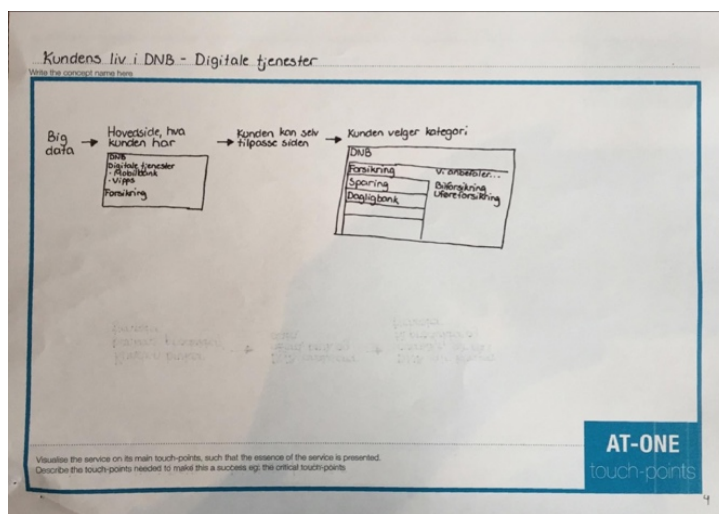 Kundens liv i DNB - Digitale tjenester
Write the concept name here
Big
data
Hovedside, hva
kunden har
DNB
Digitale tjenester
- Mobilbank
- Vipps
Forsikring
Kunden kan selv
tilpasse siden
Kunden velger kategori
DNB
Forsikring
Sparing
Dagligbank
Vi anbefaler...
Bilforsikring
Uføreforsikring
Visualise the service on its main touch-points, such that the essence of the service is presented.
Describe the touch-points needed to make this a success eg: the critical touch-points
AT-ONE
touch-points
4